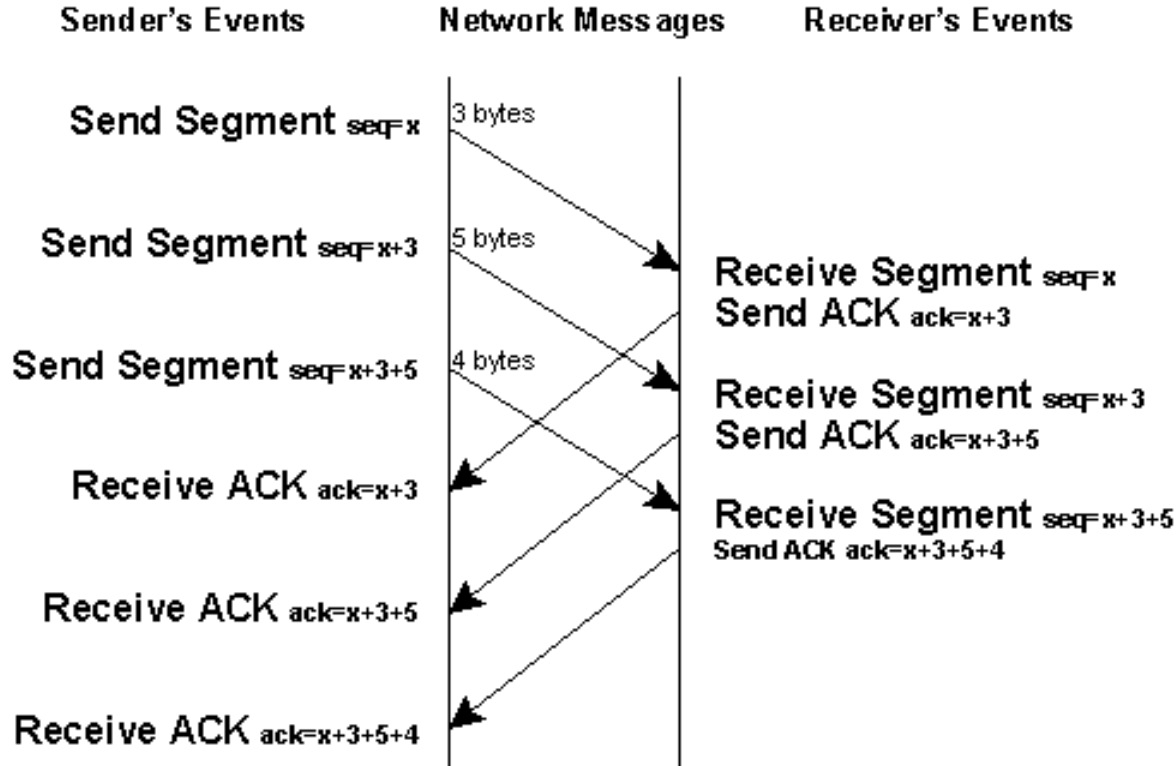 Sender's Events Network Messages Receiver's Events
Send Segment seq=x
3 bytes
Send Segment seq=x+3
5 bytes
Receive Segment seq=x
Send ACK ack=x+3
Send Segment seq=x+3+5
4 bytes
Receive Segment seq=x+3
Send ACK ack=x+3+5
Receive ACK ack=x+3
Receive Segment seq=x+3+5
Send ACK ack=x+3+5+4
Receive ACK ack=x+3+5
Receive ACK ack=x+3+5+4